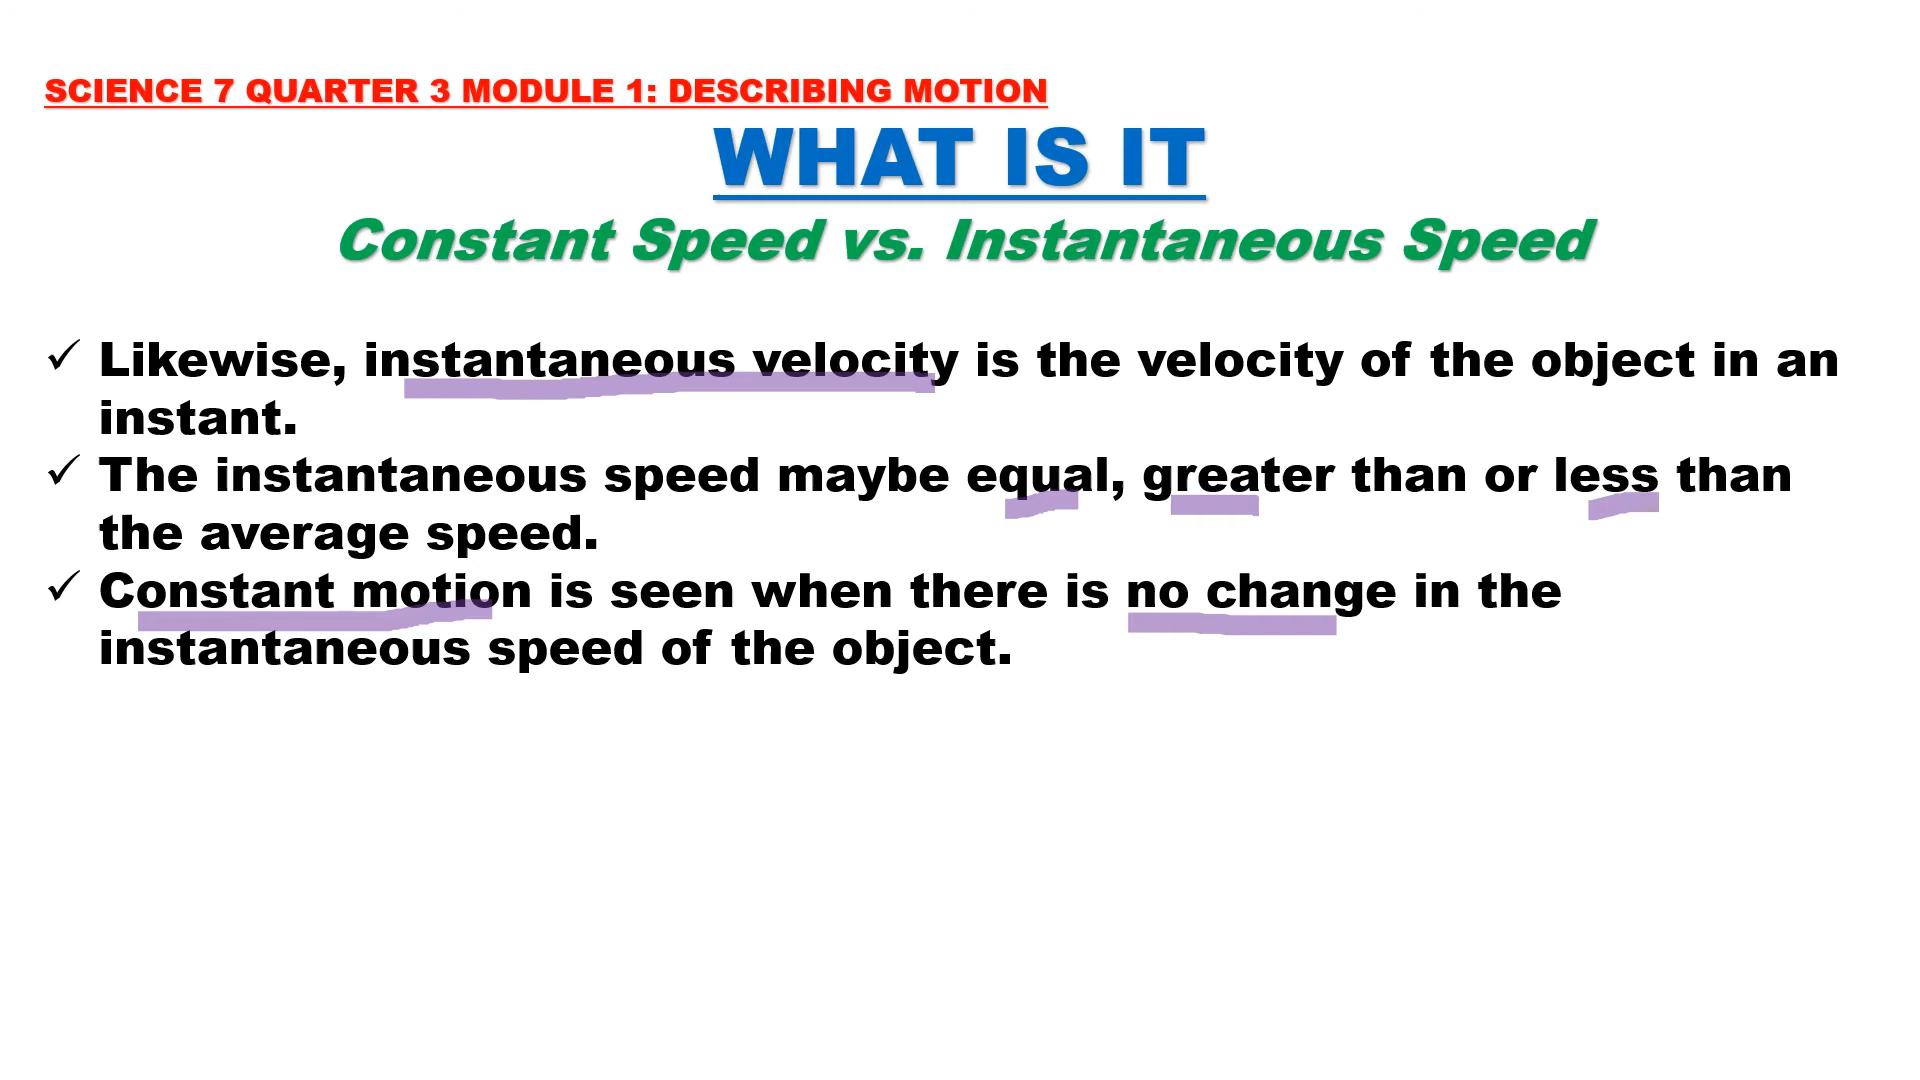 SCIENCE 7 QUARTER 3 MODULE 1: DESCRIBING MOTION
WHAT IS IT
Constant Speed vs. Instantaneous Speed
✓ Likewise, instantaneous velocity is the velocity of the object in an
instant.
✓ The instantaneous speed maybe equal, greater than or less than
the average speed.
✓ Constant motion is seen when there is no change in the
instantaneous speed of the object.